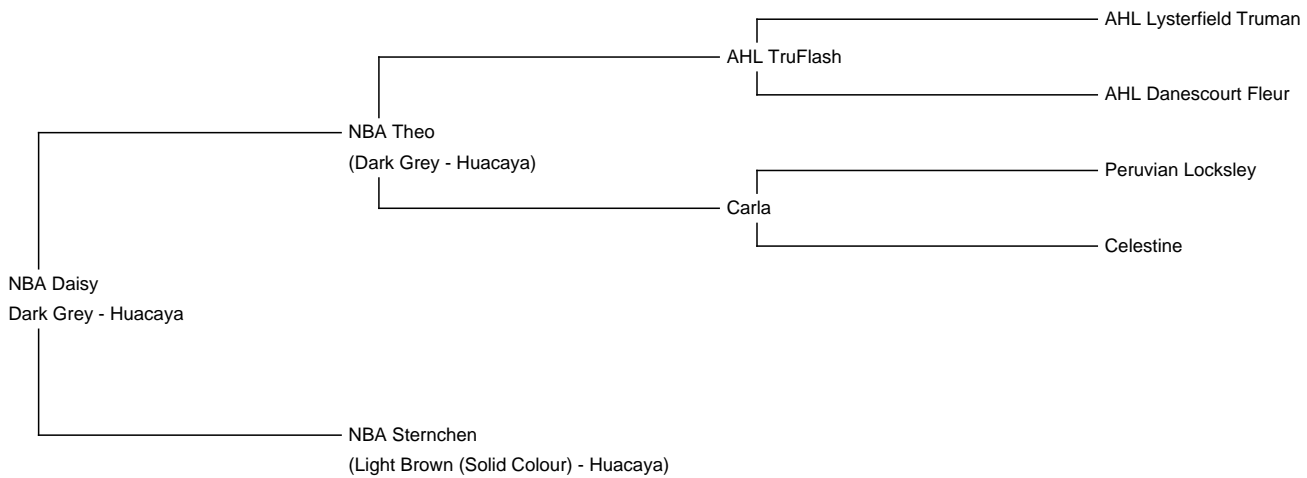 AHL Lysterfield Truman
AHL TruFlash
AHL Danescourt Fleur
NBA Theo
(Dark Grey - Huacaya)
Peruvian Locksley
Carla
Celestine
NBA Daisy
Dark Grey - Huacaya
NBA Sternchen
(Light Brown (Solid Colour) - Huacaya)